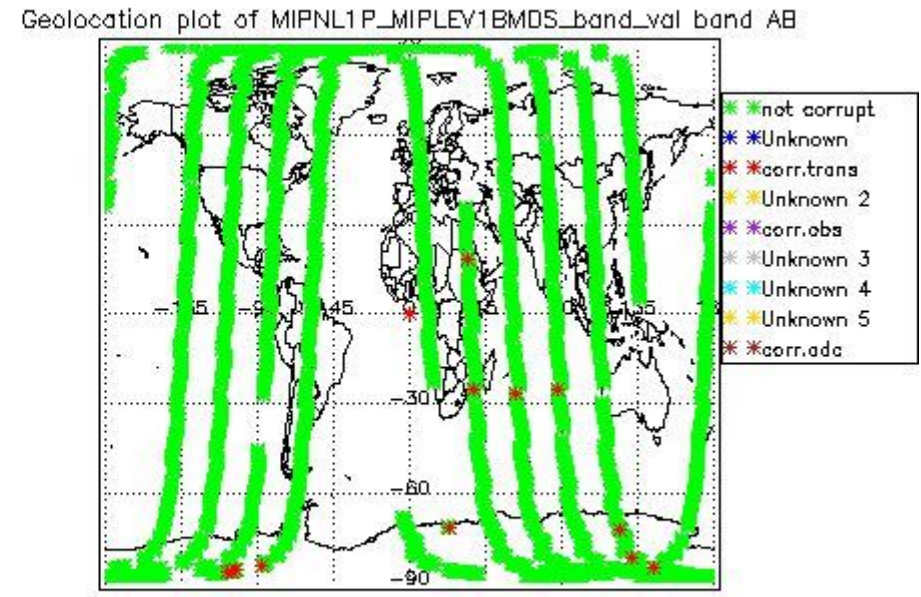 Geolocation plot of MIPNL1P_MIPLEV1BMDS_band_val band AB
not corrupt
Unknown
corr.trans
Unknown 2
corr.obs
Unknown 3
Unknown 4
Unknown 5
corr.adc
45
-30
-60
-90